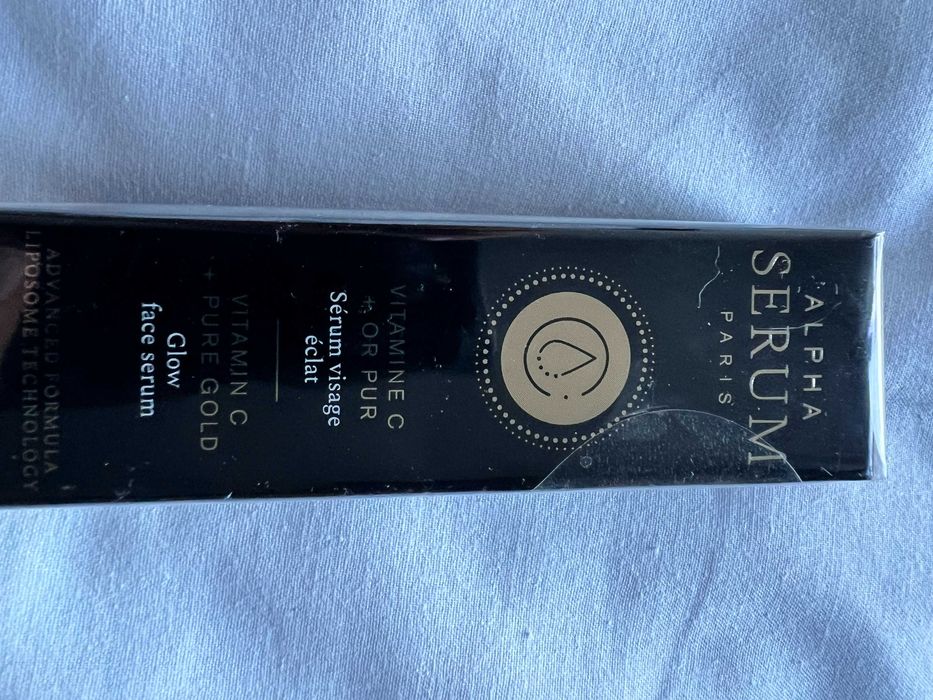 ALPHA
SERUM
PARIS
VITAMINE C
+ OR PUR
Sérum visage
éclat
VITAMIN C
+ PURE GOLD
Glow
face serum
ADVANCED FORMULA
LIPOSOME TECHNOLOGY